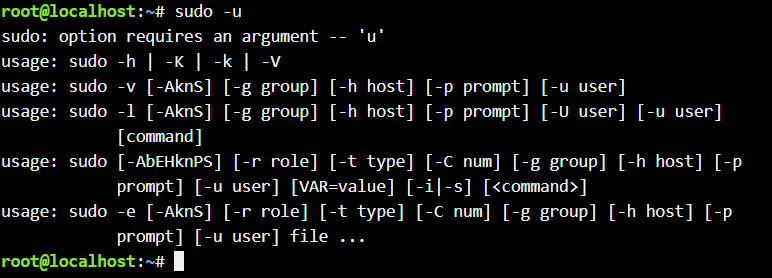 root@localhost:~# sudo -u
sudo: option requires an argument -- 'u'
usage: sudo -h | -K | -k | -V
usage: sudo -v [-AknS] [-g group] [-h host] [-p prompt] [-u user]
usage: sudo -l [-AknS] [-g group] [-h host] [-p prompt] [-U user] [-u user]
            [command]
usage: sudo [-AbEHknPS] [-r role] [-t type] [-C num] [-g group] [-h host] [-p
            prompt] [-u user] [VAR=value] [-i|-s] [<command>]
usage: sudo -e [-AknS] [-r role] [-t type] [-C num] [-g group] [-h host] [-p
            prompt] [-u user] file ...
root@localhost:~#